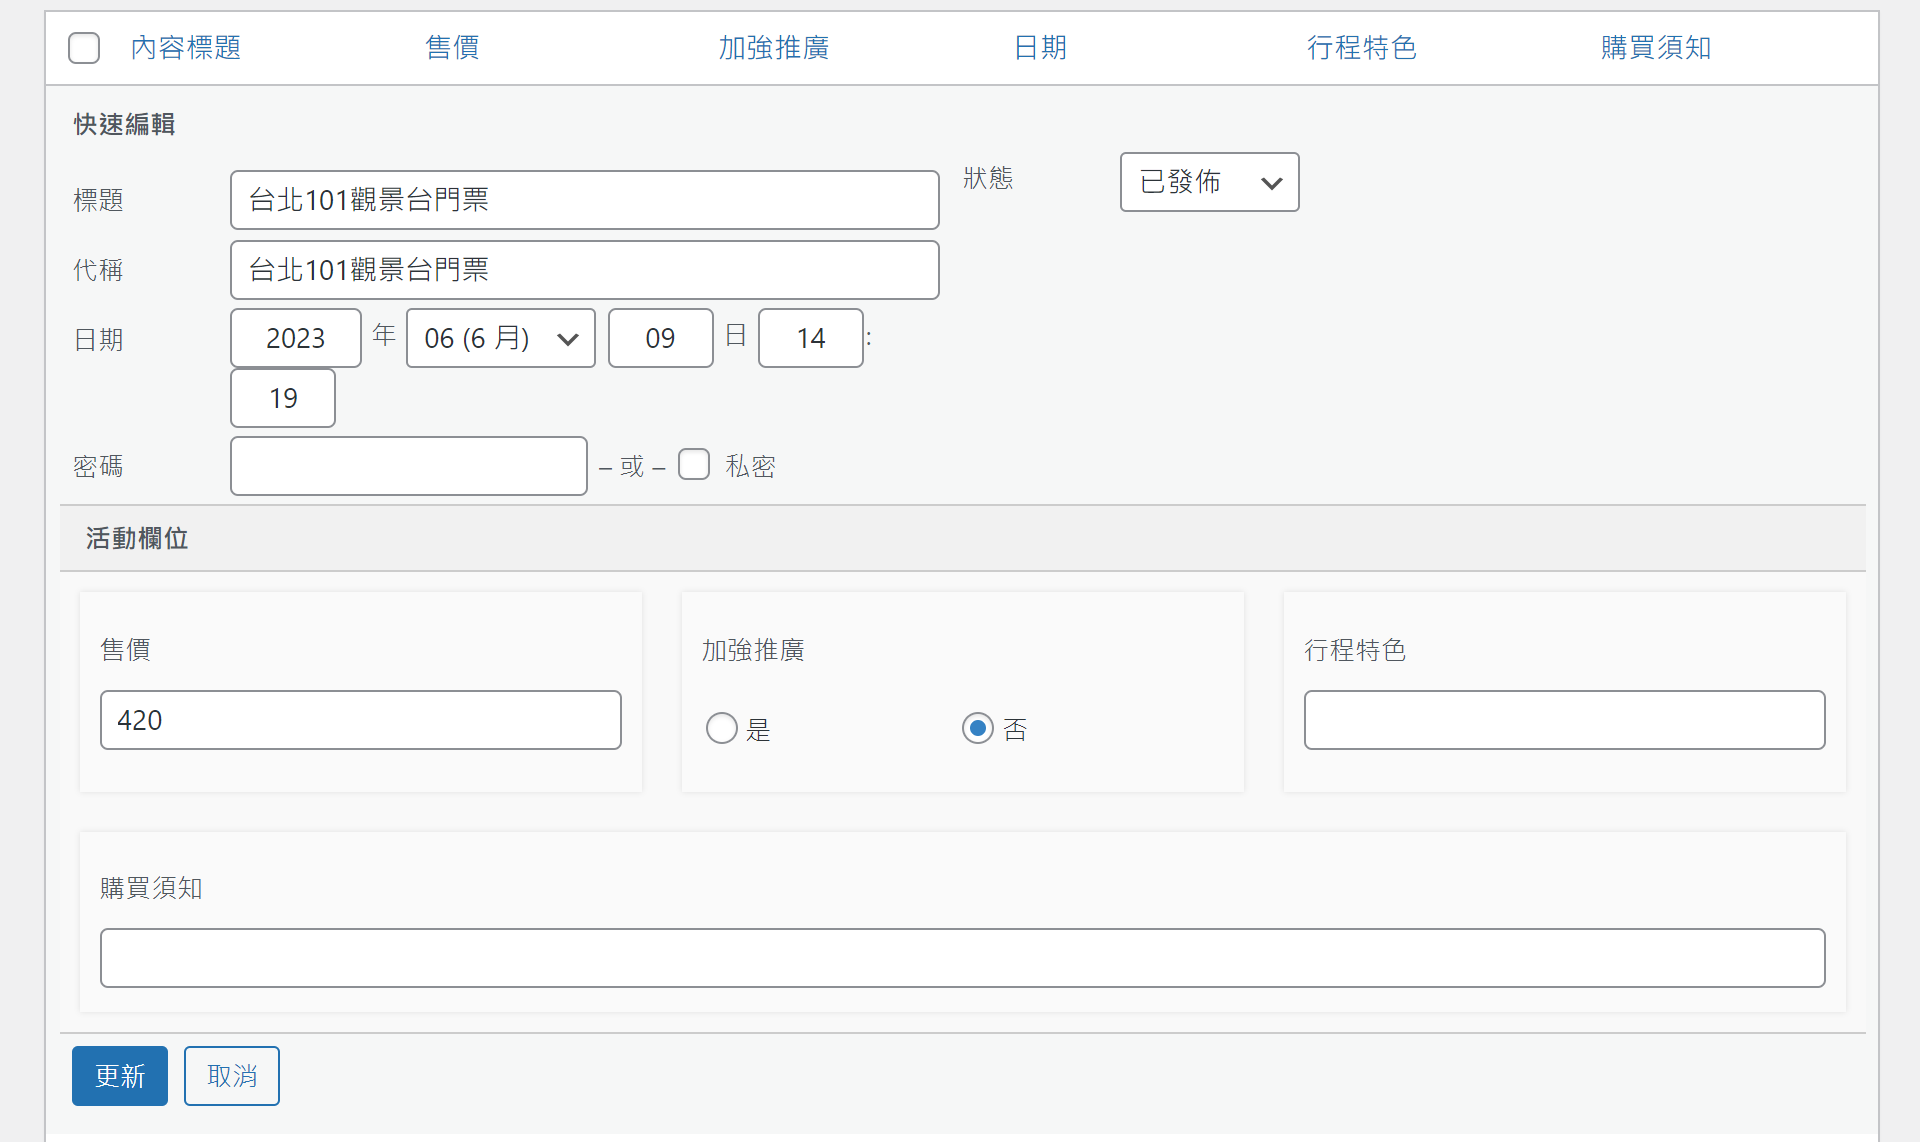 內容標題 售價 加強推廣 日期 行程特色 購買須知
快速編輯
標題 台北101觀景台門票 狀態 已發佈
代稱 台北101觀景台門票
日期 2023 年 06 (6 月) 09 日 14 :
19
密碼 – 或 – 私密
活動欄位
售價 加強推廣 行程特色
420 是 否
購買須知
更新 取消